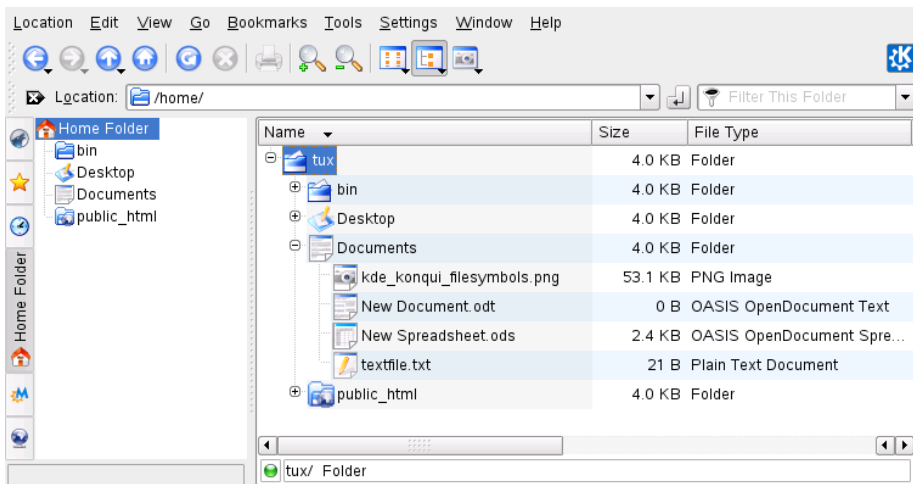 Location Edit View Go Bookmarks Tools Settings Window Help
Location: /home/ Filter This Folder
Home Folder
bin
Desktop
Documents
public_html
Home Folder
Name Size File Type
tux 4.0 KB Folder
bin 4.0 KB Folder
Desktop 4.0 KB Folder
Documents 4.0 KB Folder
kde_konqui_filesymbols.png 53.1 KB PNG Image
New Document.odt 0 B OASIS OpenDocument Text
New Spreadsheet.ods 2.4 KB OASIS OpenDocument Spre...
textfile.txt 21 B Plain Text Document
public_html 4.0 KB Folder
tux/ Folder